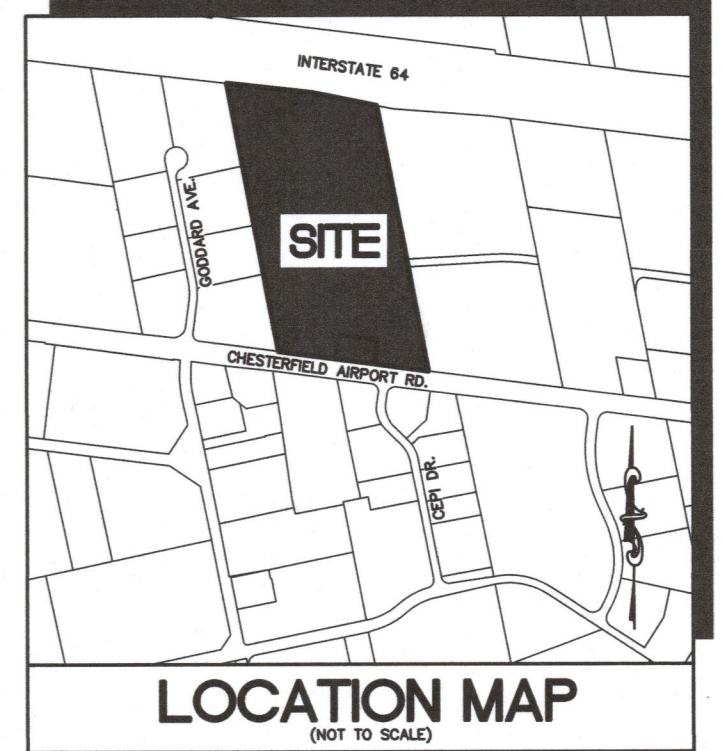 INTERSTATE 64
GODDARD AVE.
SITE
CHESTERFIELD AIRPORT RD.
CEPI DR.
LOCATION MAP
(NOT TO SCALE)